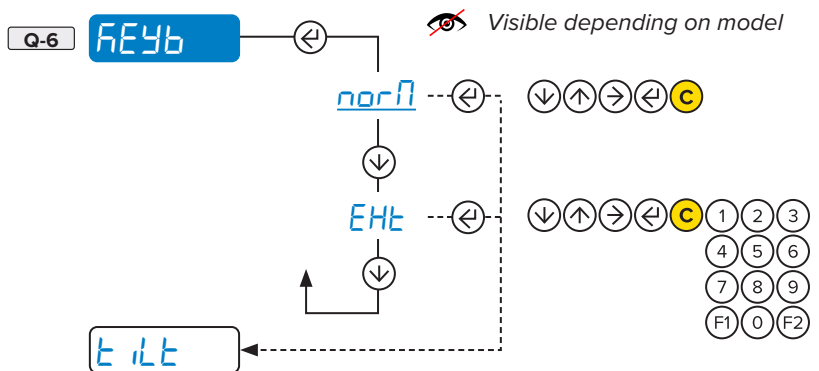 Visible depending on model
Q-6 KEYb
norM
C
EXt
C 1 2 3
4 5 6
7 8 9
F1 0 F2
tiLt